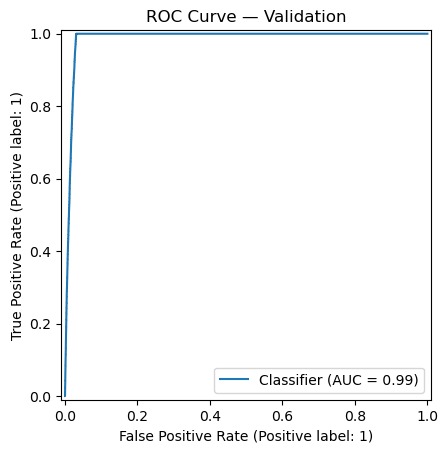 ROC Curve — Validation
1.0
0.8
0.6
0.4
0.2
0.0
True Positive Rate (Positive label: 1)
Classifier (AUC = 0.99)
0.0 0.2 0.4 0.6 0.8 1.0
False Positive Rate (Positive label: 1)